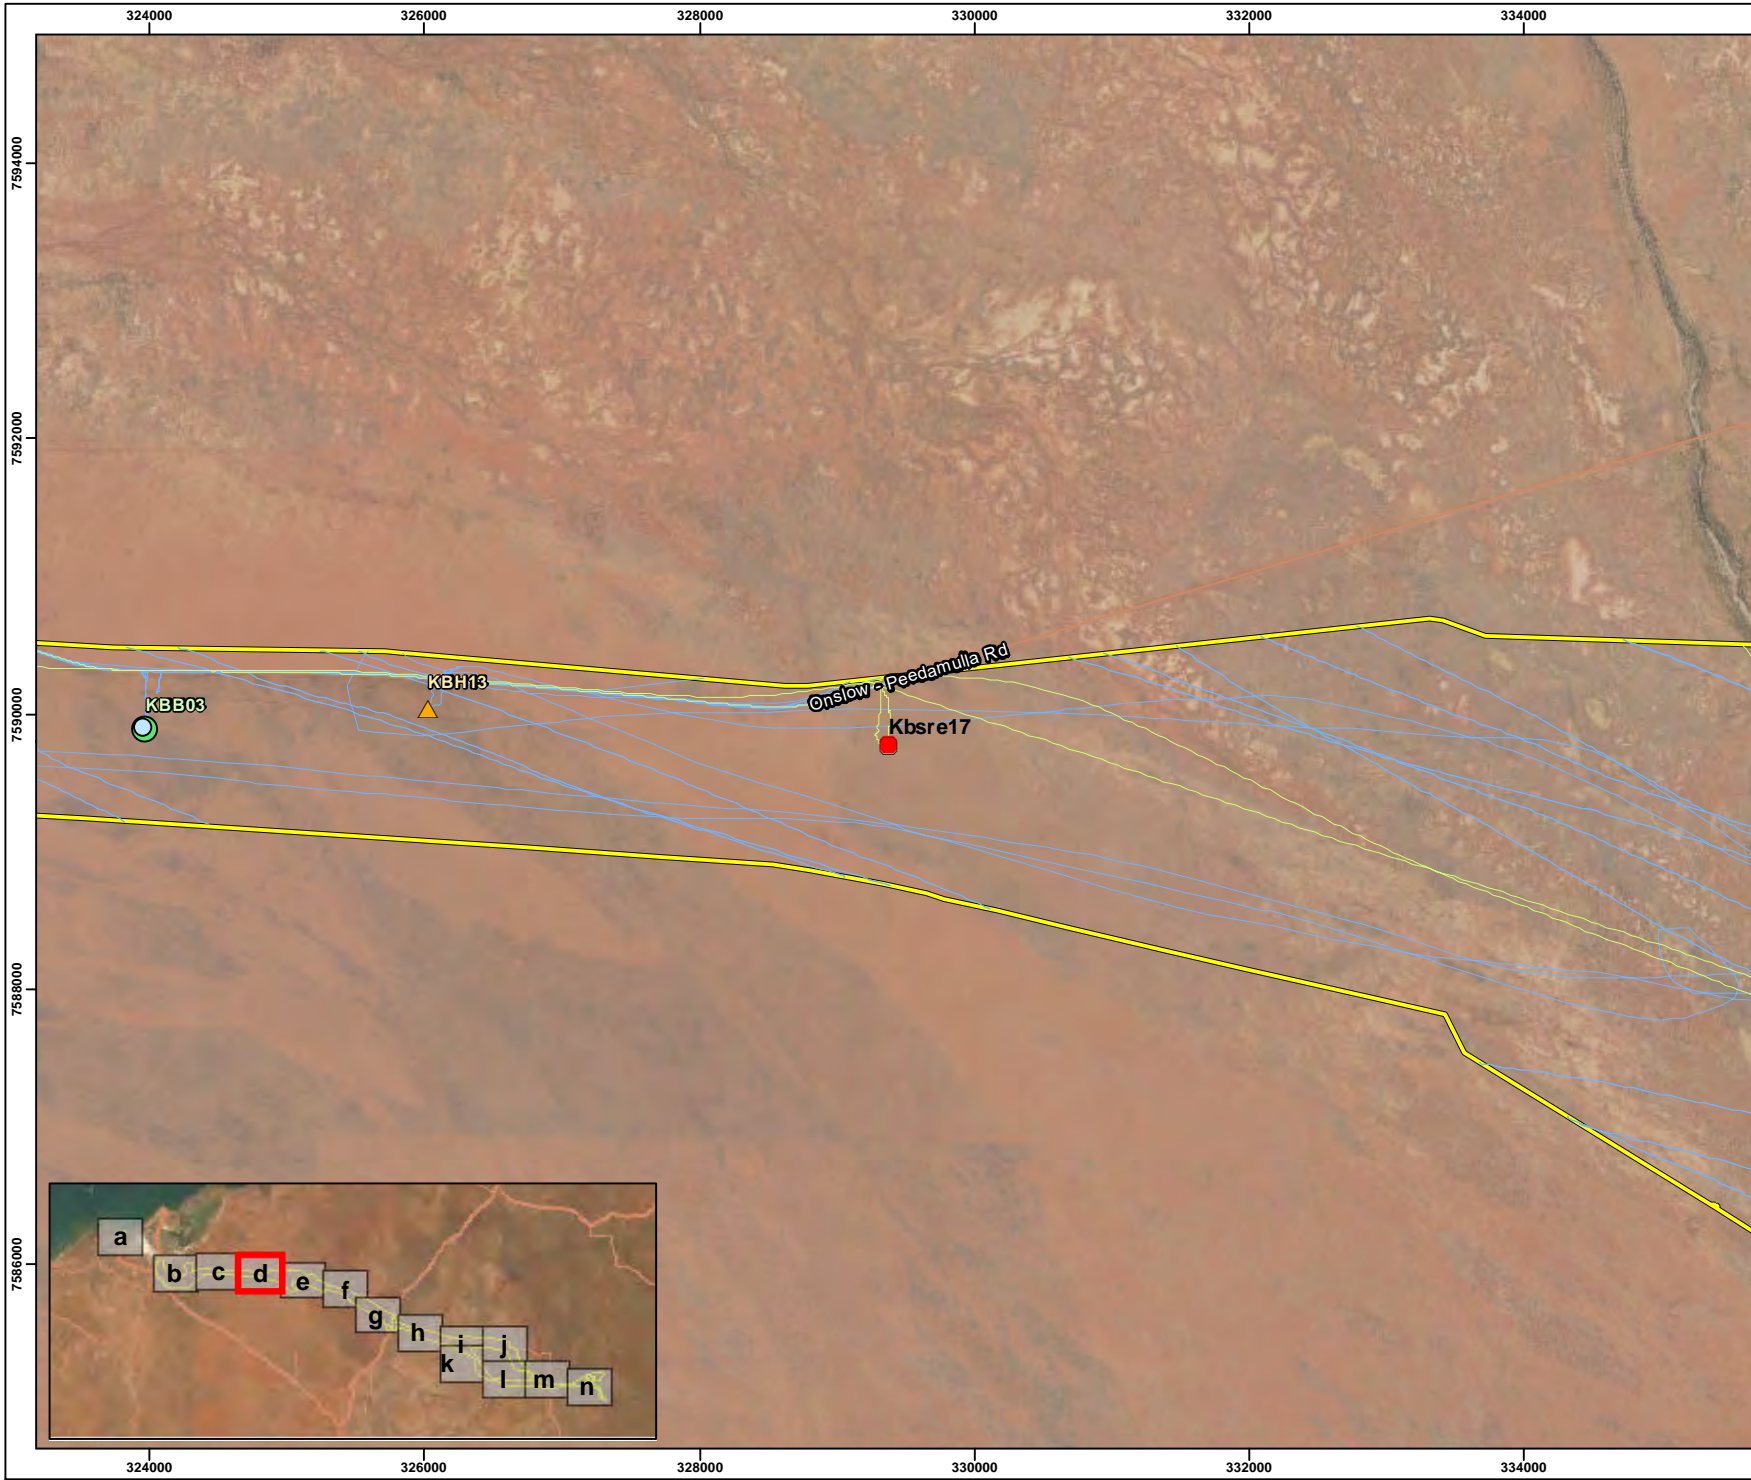 324000 326000 328000 330000 332000 334000
7594000
7592000
Onslow - Peedamulla Rd
KBH13
KBB03
Kbsre17
7590000
7588000
7586000
a
b c d e f
g h i j
k l m n
324000 326000 328000 330000 332000 334000